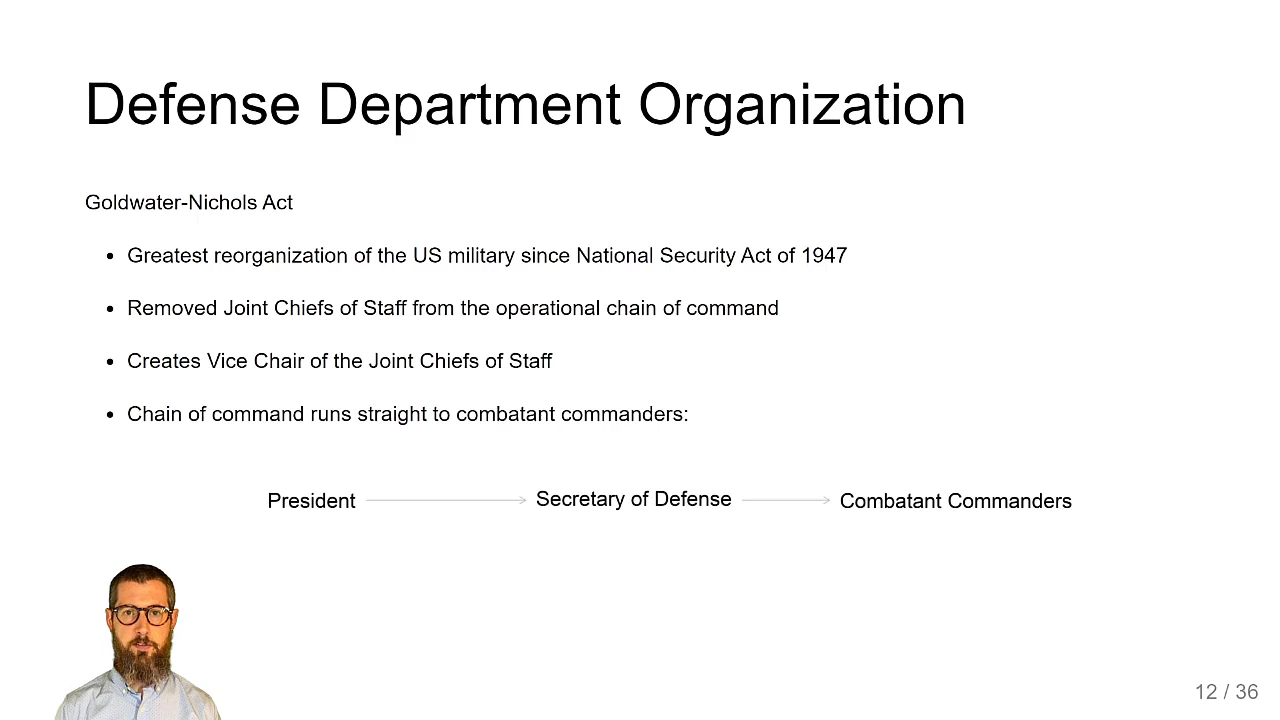 Defense Department Organization
Goldwater-Nichols Act
• Greatest reorganization of the US military since National Security Act of 1947
• Removed Joint Chiefs of Staff from the operational chain of command
• Creates Vice Chair of the Joint Chiefs of Staff
• Chain of command runs straight to combatant commanders:
President Secretary of Defense Combatant Commanders
12 / 36